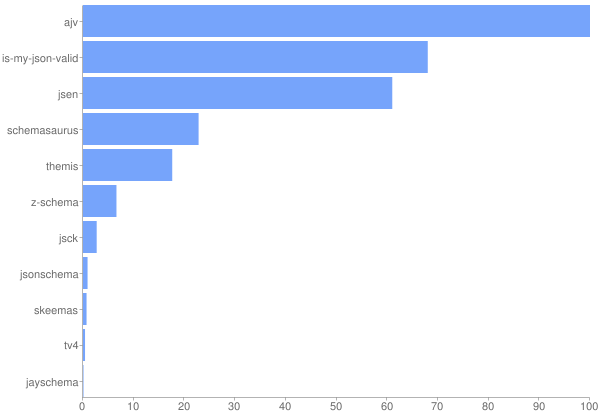 ajv
is-my-json-valid
jsen
schemasaurus
themis
z-schema
jsck
jsonschema
skeemas
tv4
jayschema
0 10 20 30 40 50 60 70 80 90 100